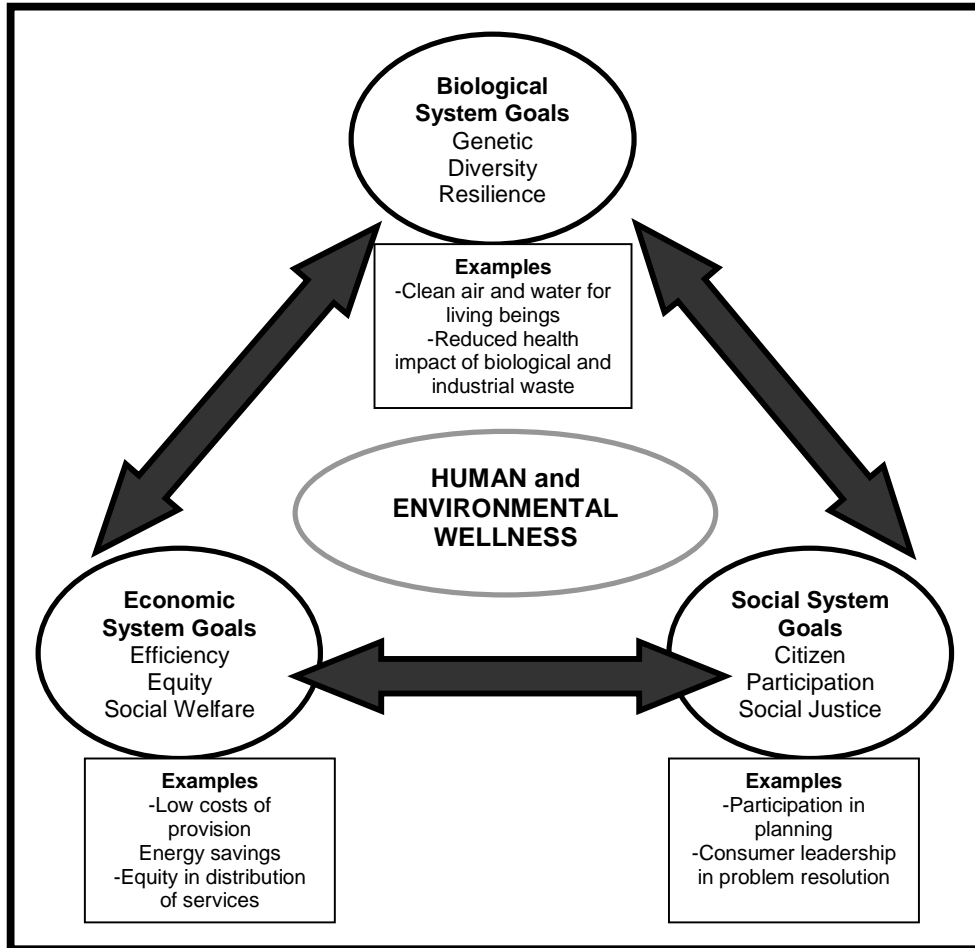 Biological
System Goals
Genetic
Diversity
Resilience
Examples
-Clean air and water for
living beings
-Reduced health
impact of biological and
industrial waste
HUMAN and
ENVIRONMENTAL
WELLNESS
Economic
System Goals
Efficiency
Equity
Social Welfare
Examples
-Low costs of
provision
Energy savings
-Equity in distribution
of services
Social System
Goals
Citizen
Participation
Social Justice
Examples
-Participation in
planning
-Consumer leadership
in problem resolution